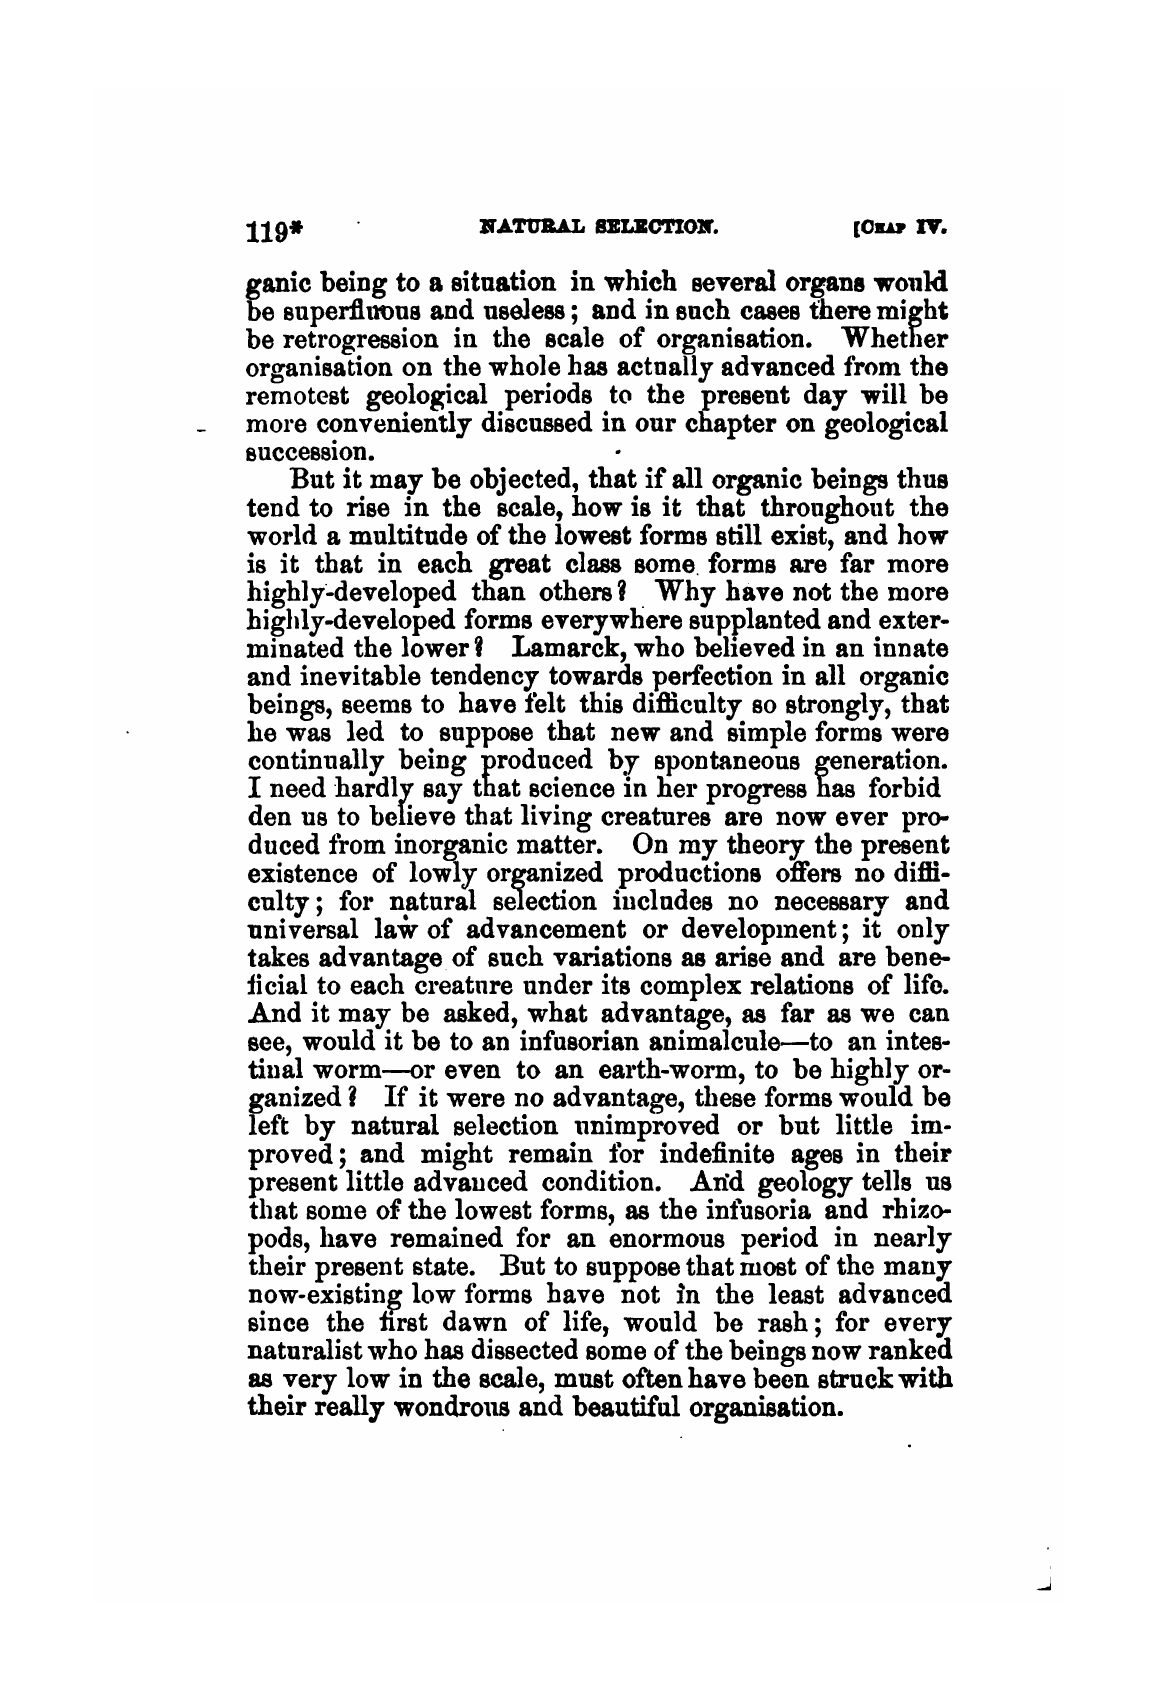 119* NATURAL SELECTION. [CHAP IV.
ganic being to a situation in which several organs would
be superfluous and useless; and in such cases there might
be retrogression in the scale of organisation. Whether
organisation on the whole has actually advanced from the
remotest geological periods to the present day will be
more conveniently discussed in our chapter on geological
succession.
But it may be objected, that if all organic beings thus
tend to rise in the scale, how is it that throughout the
world a multitude of the lowest forms still exist, and how
is it that in each great class some forms are far more
highly-developed than others? Why have not the more
highly-developed forms everywhere supplanted and exter-
minated the lower? Lamarck, who believed in an innate
and inevitable tendency towards perfection in all organic
beings, seems to have felt this difficulty so strongly, that
he was led to suppose that new and simple forms were
continually being produced by spontaneous generation.
I need hardly say that science in her progress has forbid
den us to believe that living creatures are now ever pro-
duced from inorganic matter. On my theory the present
existence of lowly organized productions offers no diffi-
culty; for natural selection includes no necessary and
universal law of advancement or development; it only
takes advantage of such variations as arise and are bene-
ficial to each creature under its complex relations of life.
And it may be asked, what advantage, as far as we can
see, would it be to an infusorian animalcule—to an intes-
tinal worm—or even to an earth-worm, to be highly or-
ganized? If it were no advantage, these forms would be
left by natural selection unimproved or but little im-
proved; and might remain for indefinite ages in their
present little advanced condition. And geology tells us
that some of the lowest forms, as the infusoria and rhizo-
pods, have remained for an enormous period in nearly
their present state. But to suppose that most of the many
now-existing low forms have not in the least advanced
since the first dawn of life, would be rash; for every
naturalist who has dissected some of the beings now ranked
as very low in the scale, must often have been struck with
their really wondrous and beautiful organisation.